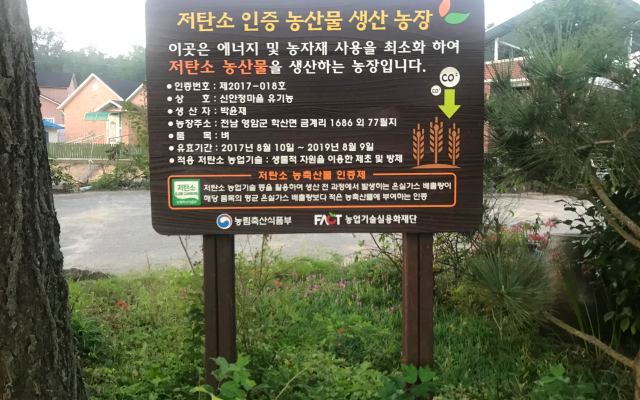 저탄소 인증 농산물 생산 농장
이곳은 에너지 및 농자재 사용을 최소화 하여
저탄소 농산물을 생산하는 농장입니다.
CO₂
CO₂
• 인증번호 : 제2017-018호
• 상 호 : 신안정마을 유기농
• 생 산 자 : 박윤재
• 농장주소 : 전남 영암군 학산면 금계리 1686 외 77필지
• 품 목 : 벼
• 유효기간 : 2017년 8월 10일 ~ 2019년 8월 9일
• 적용 저탄소 농업기술 : 생물적 자원을 이용한 제초 및 방제
저탄소 농축산물 인증제
저탄소
LOW CARBON
저탄소 농업기술 등을 활용하여 생산 전 과정에서 발생하는 온실가스 배출량이
해당 품목의 평균 온실가스 배출량보다 적은 농축산물에 부여하는 인증
농림축산식품부 FACT 농업기술실용화재단